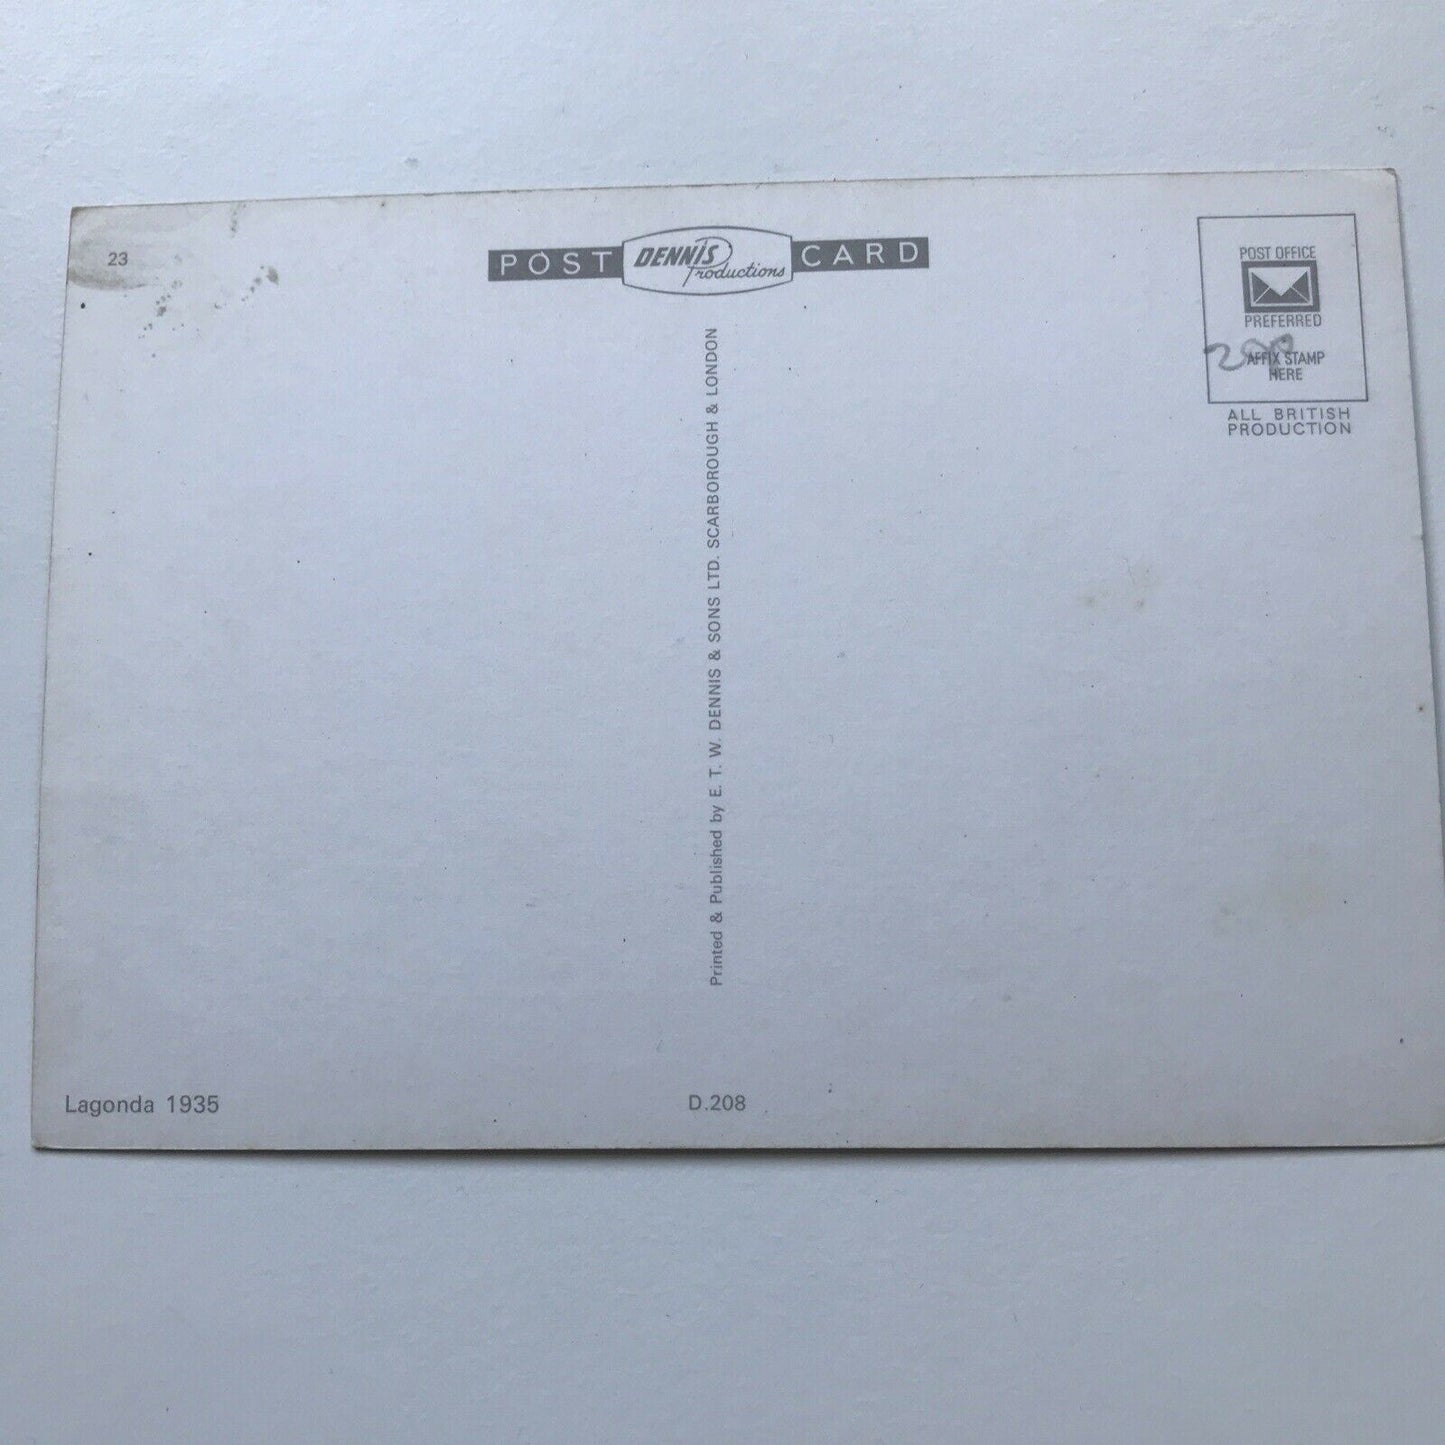 23
POST DENNIS Productions CARD
POST OFFICE
PREFERRED
AFFIX STAMP
HERE
ALL BRITISH
PRODUCTION
Printed & Published by E. T. W. DENNIS & SONS LTD. SCARBOROUGH & LONDON
Lagonda 1935
D.208